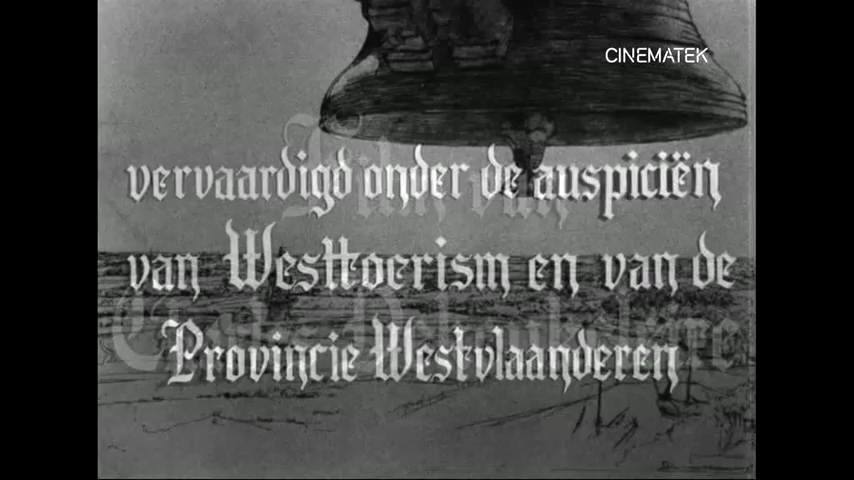 CINEMATEK
vervaardigd onder de auspiciën
van Westtoerism en van de
Provincie Westvlaanderen